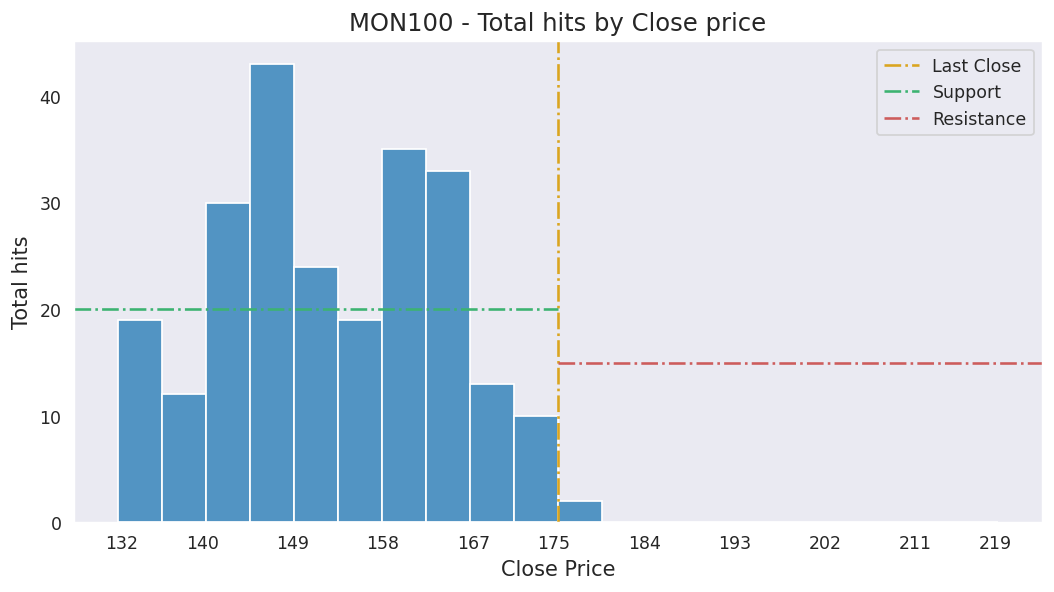 MON100 - Total hits by Close price
Last Close
Support
Resistance
Total hits
40
30
20
10
0
132 140 149 158 167 175 184 193 202 211 219
Close Price